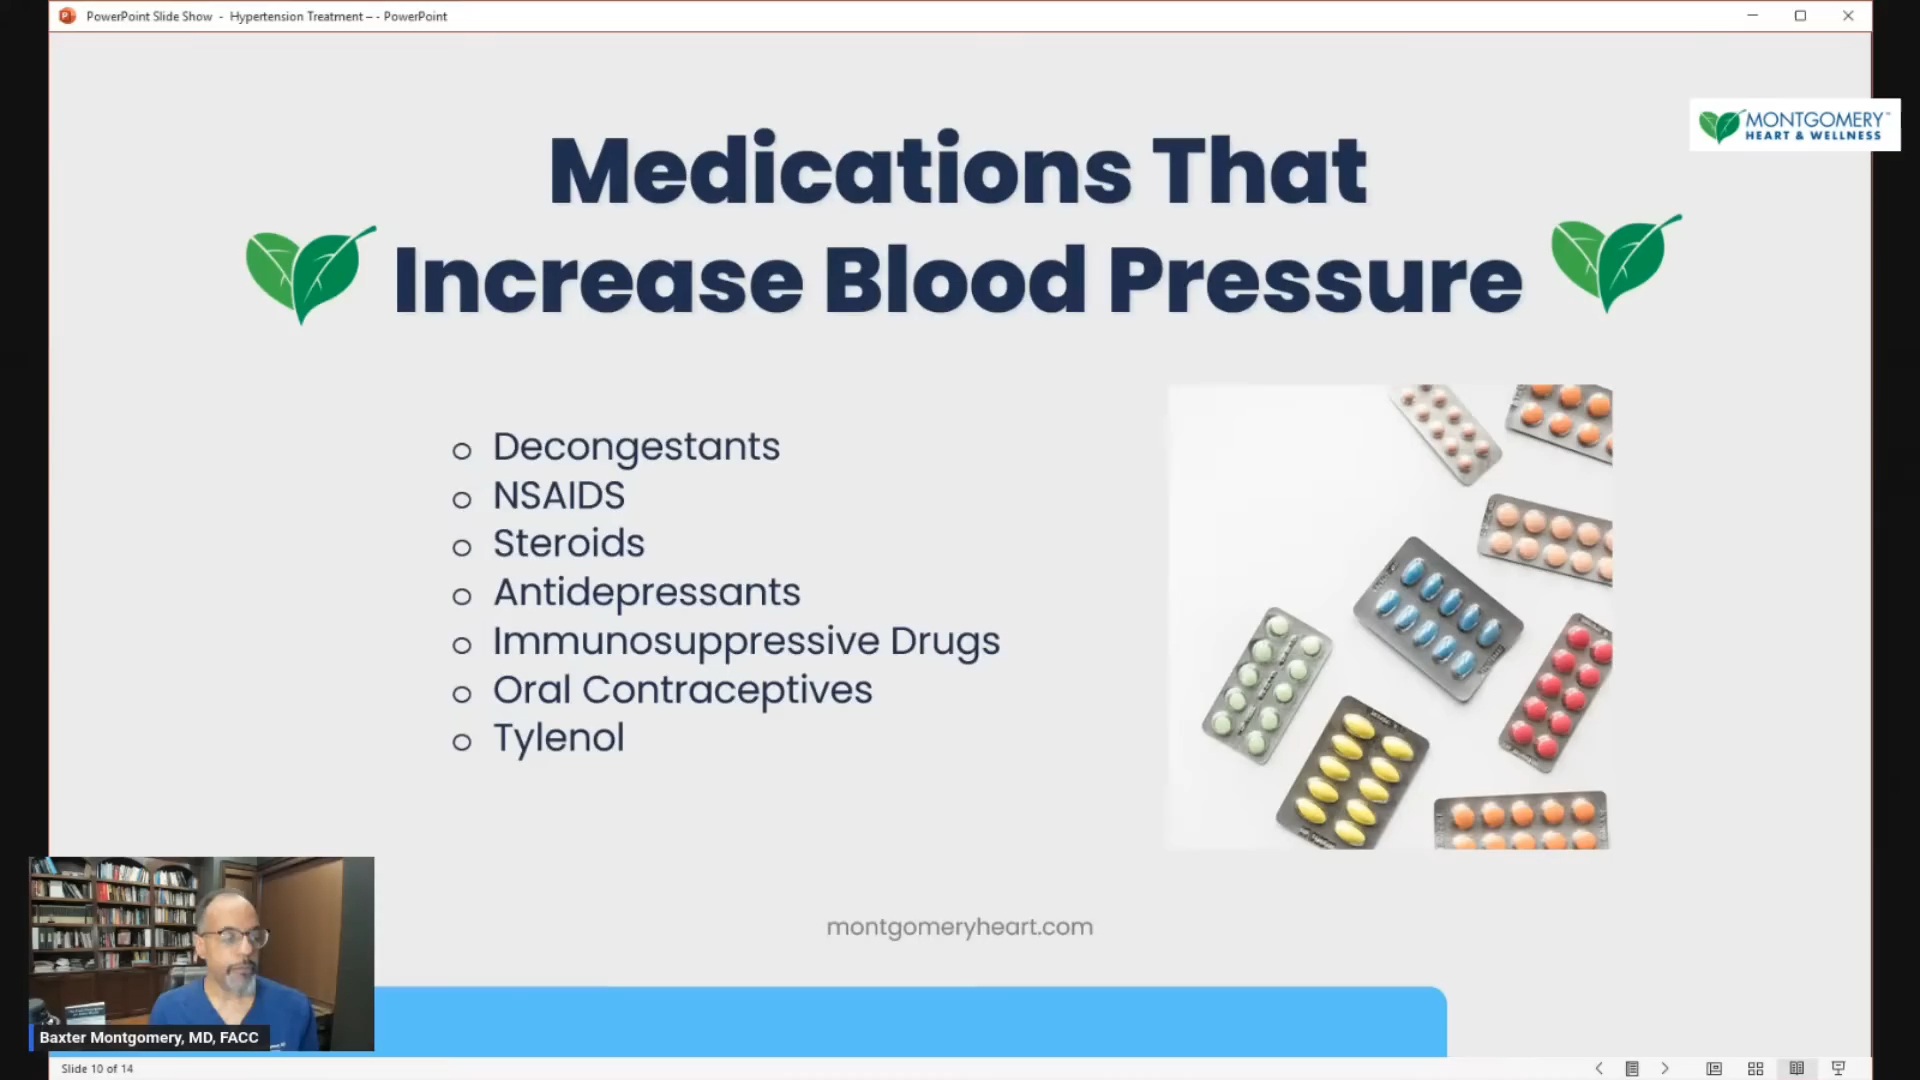 PowerPoint Slide Show - Hypertension Treatment – - PowerPoint
MONTGOMERY™
HEART & WELLNESS
Medications That
Increase Blood Pressure
Decongestants
NSAIDS
Steroids
Antidepressants
Immunosuppressive Drugs
Oral Contraceptives
Tylenol
montgomeryheart.com
Baxter Montgomery, MD, FACC
Slide 10 of 14